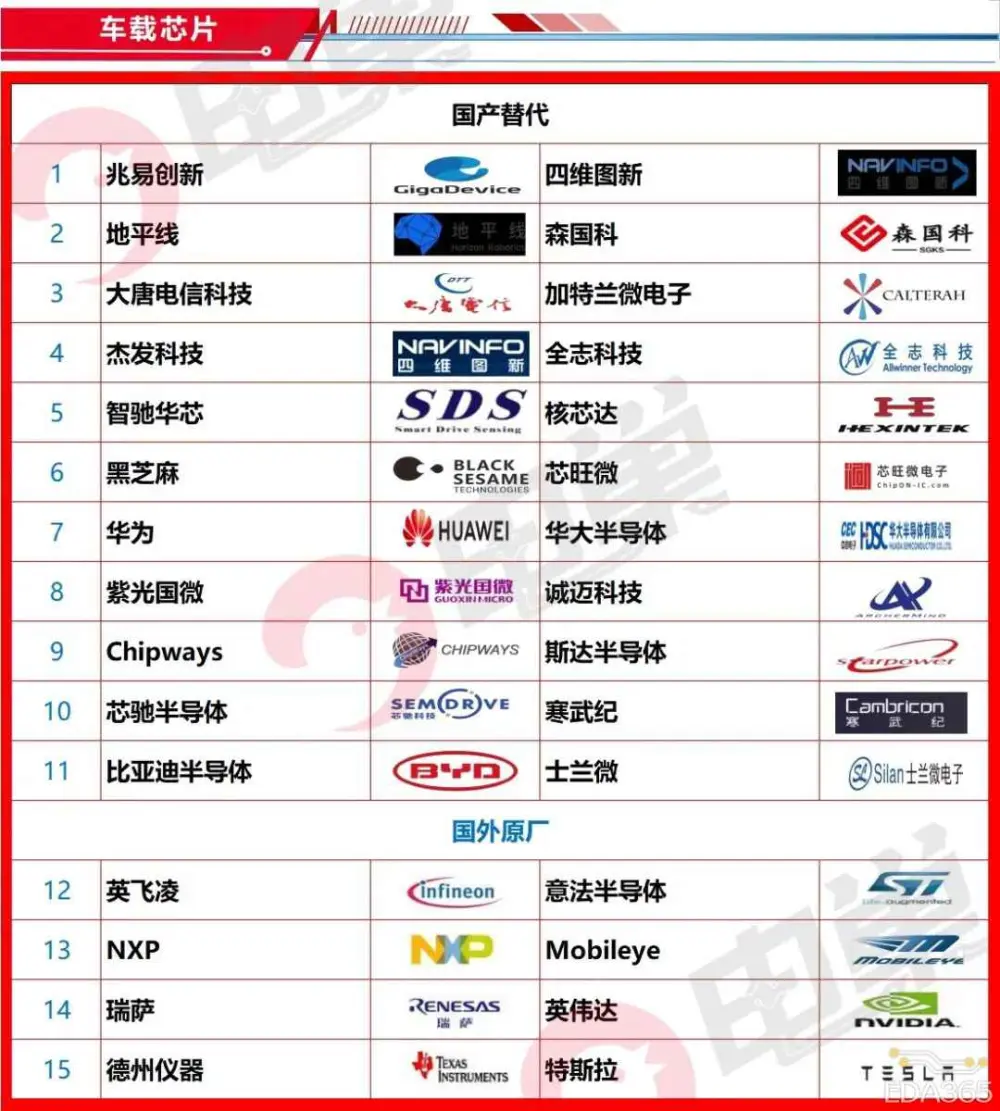 车载芯片
国产替代
1 兆易创新 GigaDevice 四维图新 NAVINFO 四维图新
2 地平线 地平线 Horizon Robotics 森国科 森国科 SGKS
3 大唐电信科技 DTT 大唐電信 加特兰微电子 CALTERAH
4 杰发科技 NAVINFO 四维图新 全志科技 AW 全志科技 Allwinner Technology
5 智驰华芯 SDS Smart Drive Sensing 核芯达 HEXINTEK
6 黑芝麻 BLACK SESAME TECHNOLOGIES 芯旺微 芯旺微电子 ChipON-IC.com
7 华为 HUAWEI 华大半导体 CEC HDSC 华大半导体有限公司 HUADA SEMICONDUCTOR CO.,LTD.
8 紫光国微 紫光国微 GUOXIN MICRO 诚迈科技 ARCHERMIND
9 Chipways CHIPWAYS 斯达半导体 starpower
10 芯驰半导体 SEMIDRIVE 芯驰科技 寒武纪 Cambricon 寒武纪
11 比亚迪半导体 BYD 士兰微 SL Silan士兰微电子
国外原厂
12 英飞凌 infineon 意法半导体 ST life.augmented
13 NXP NXP Mobileye MOBILEYE
14 瑞萨 RENESAS 瑞萨 英伟达 NVIDIA
15 德州仪器 TEXAS INSTRUMENTS 特斯拉 TESLA
电巢
电巢
电巢
EDA365